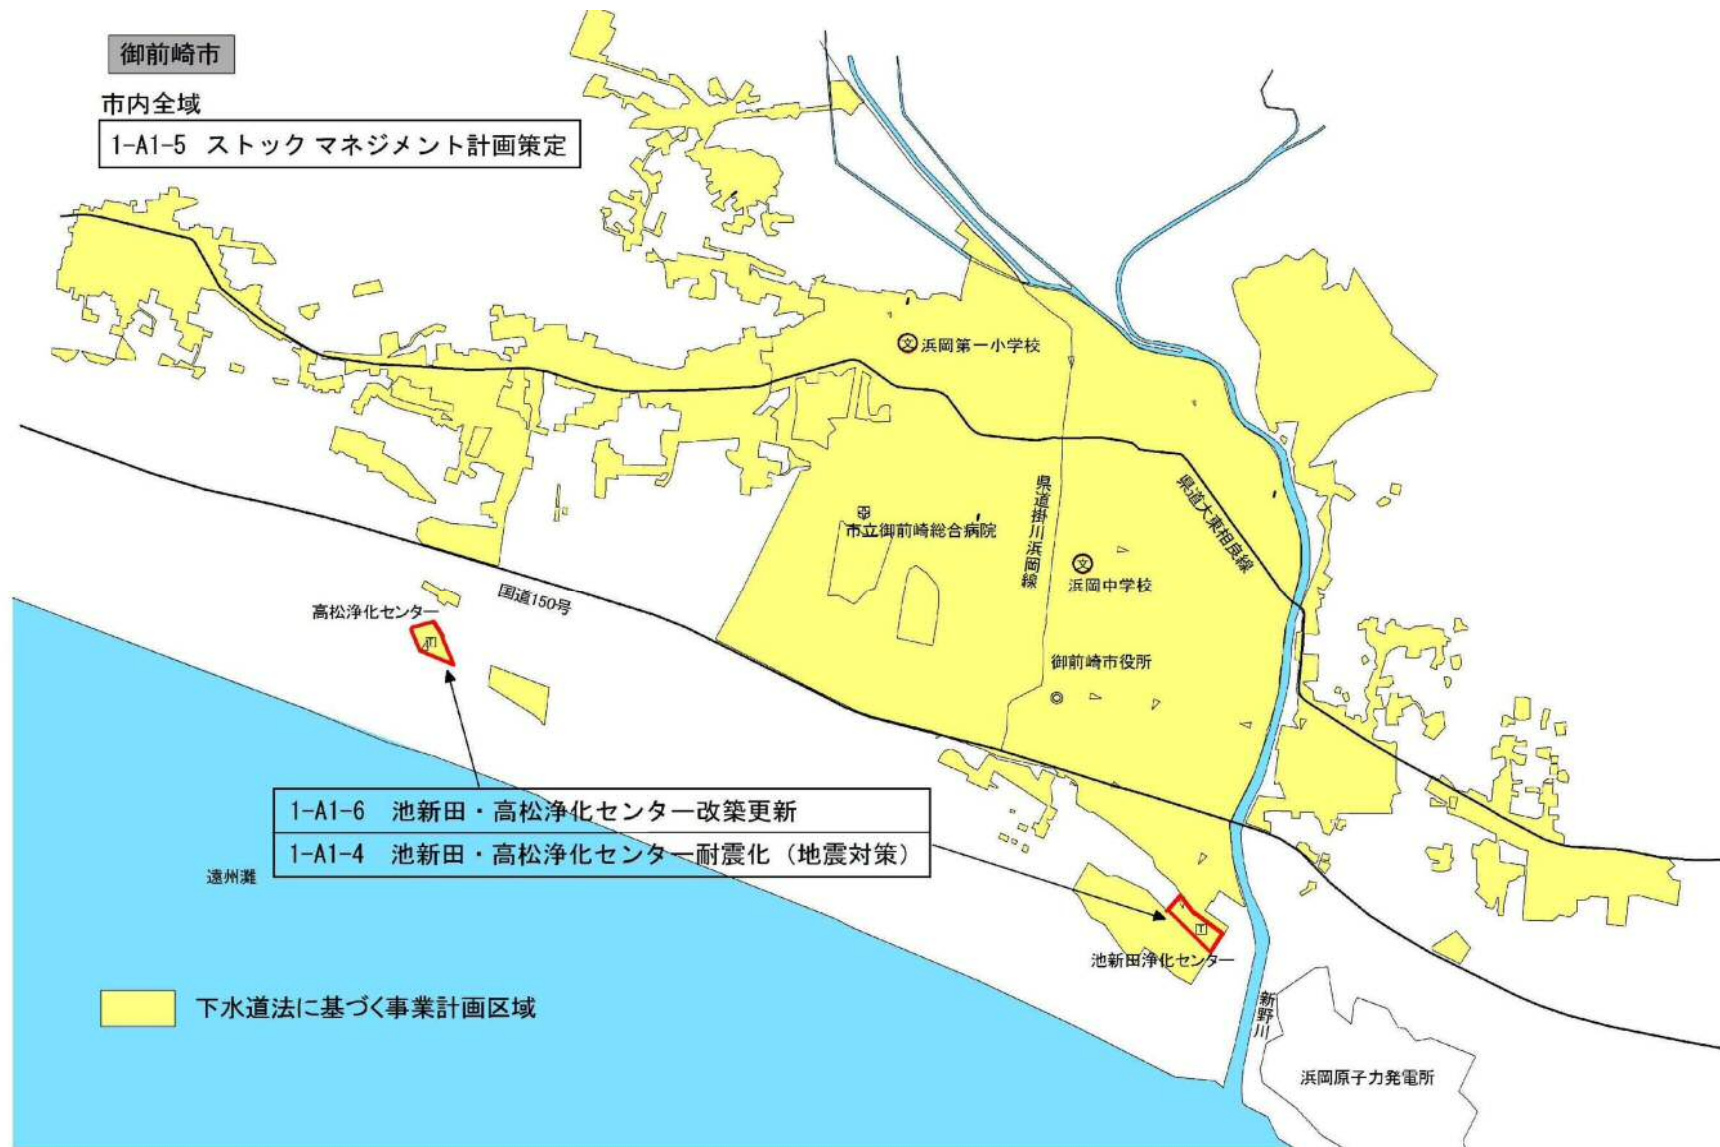 御前崎市
市内全域
1-A1-5 ストックマネジメント計画策定
文 浜岡第一小学校
県道掛川浜岡線
県道大東相良線
市立御前崎総合病院
文
浜岡中学校
国道150号
高松浄化センター
御前崎市役所
1-A1-6 池新田・高松浄化センター改築更新
1-A1-4 池新田・高松浄化センター耐震化（地震対策）
遠州灘
池新田浄化センター
下水道法に基づく事業計画区域
新野川
浜岡原子力発電所